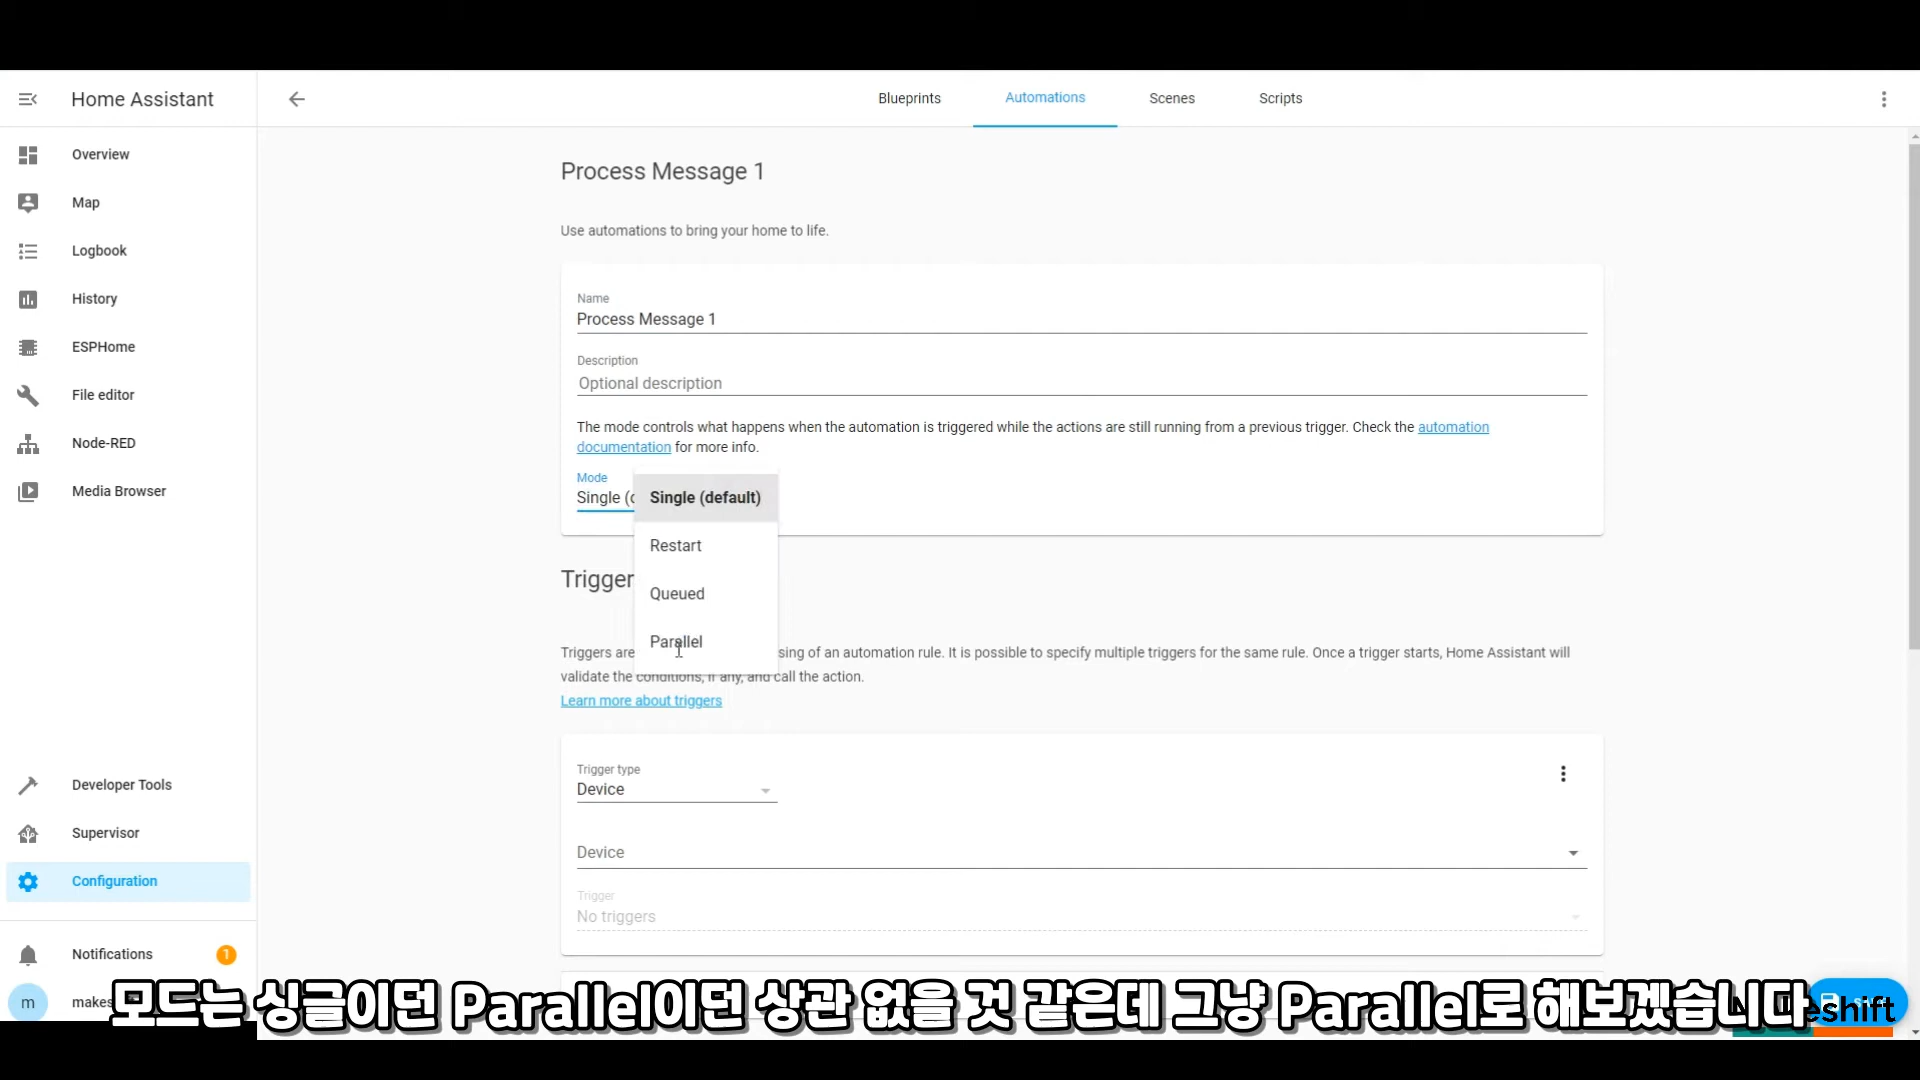 Home Assistant
Blueprints
Automations
Scenes
Scripts
Overview
Map
Logbook
History
ESPHome
File editor
Node-RED
Media Browser
Developer Tools
Supervisor
Configuration
Notifications
1
m
Process Message 1
Use automations to bring your home to life.
Name
Process Message 1
Description
Optional description
The mode controls what happens when the automation is triggered while the actions are still running from a previous trigger. Check the automation
documentation for more info.
Mode
Single (
Single (default)
Restart
Queued
Parallel
Trigger
Triggers are
sing of an automation rule. It is possible to specify multiple triggers for the same rule. Once a trigger starts, Home Assistant will
validate the conditions, if any, and call the action.
Learn more about triggers
Trigger type
Device
Device
Trigger
No triggers
모드는 싱글이던 Parallel이던 상관 없을 것 같은데 그냥 Parallel로 해보겠습니다